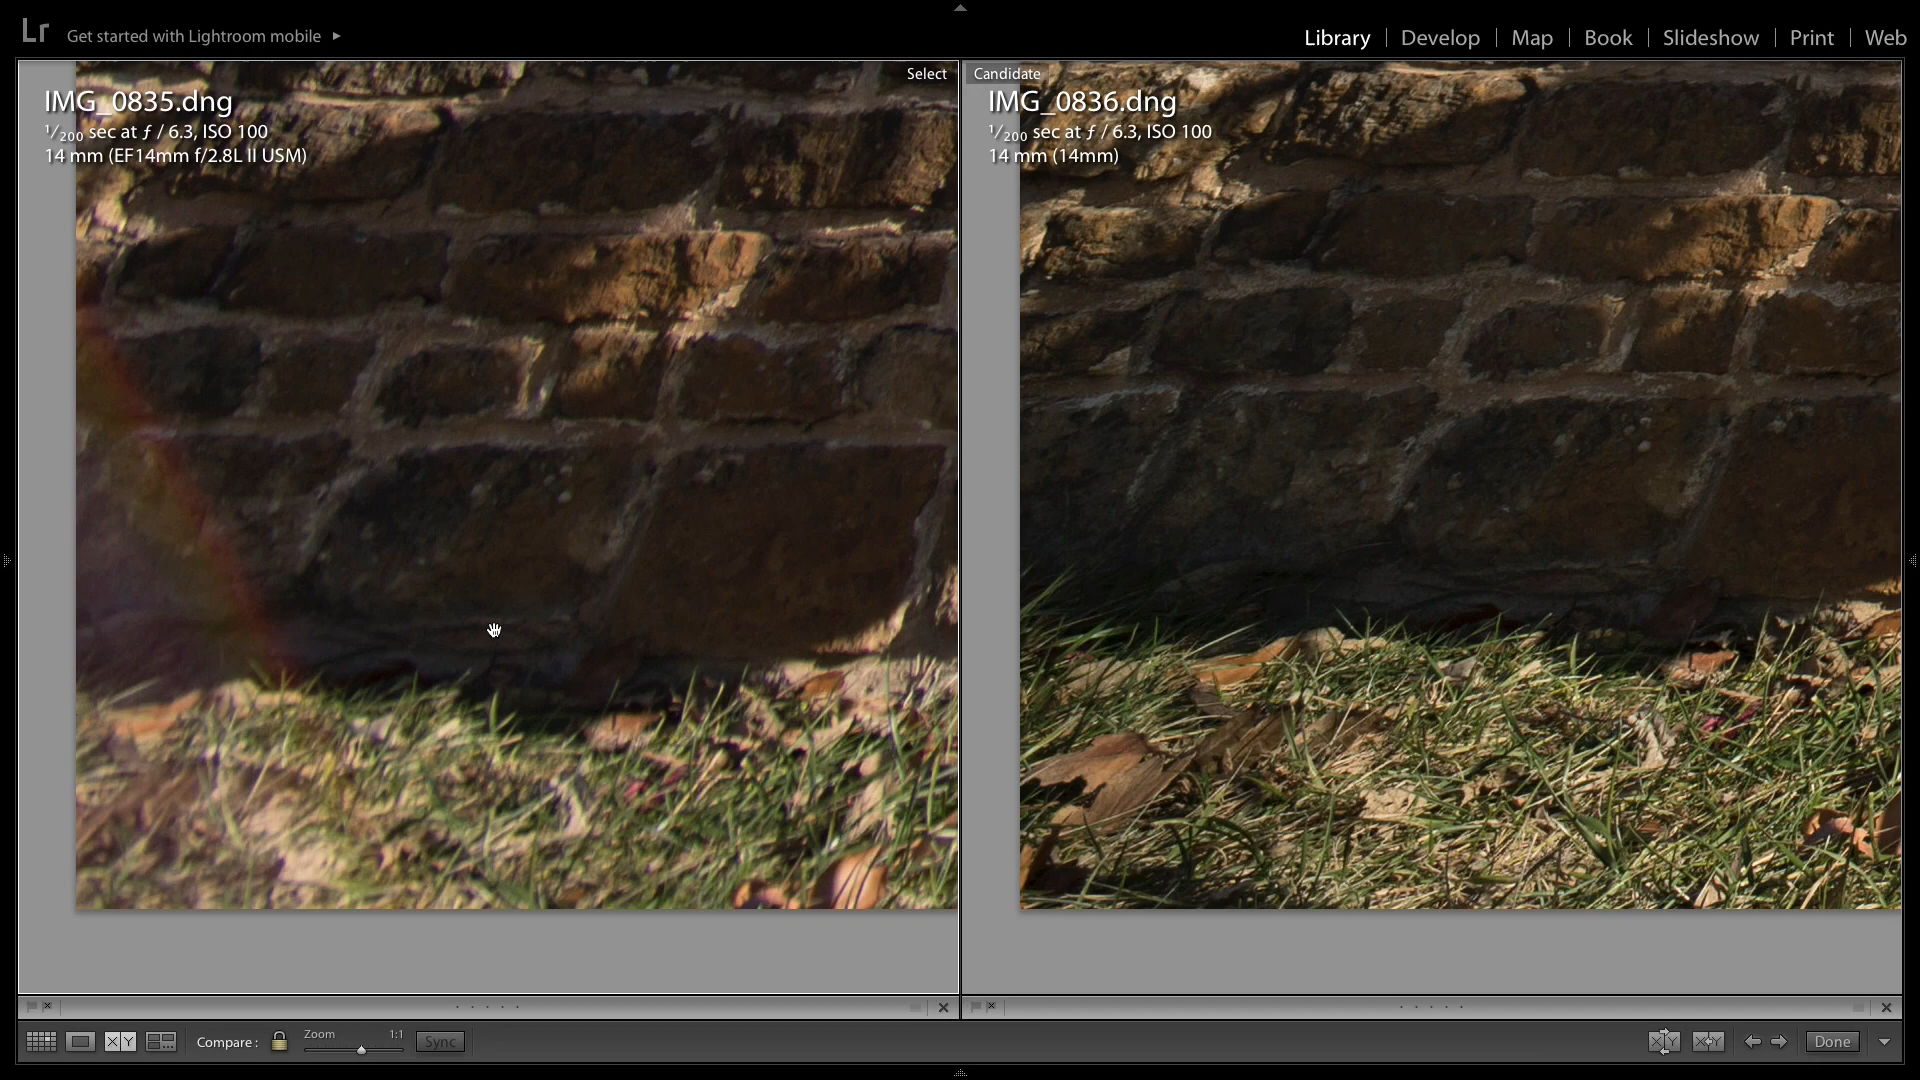 Lr
Get started with Lightroom mobile
Library | Develop | Map | Book | Slideshow | Print | Web
Select
IMG_0835.dng
1/200 sec at ƒ / 6.3, ISO 100
14 mm (EF14mm f/2.8L II USM)
Candidate
IMG_0836.dng
1/200 sec at ƒ / 6.3, ISO 100
14 mm (14mm)
XY
Compare :
Zoom
1:1
Sync
Done